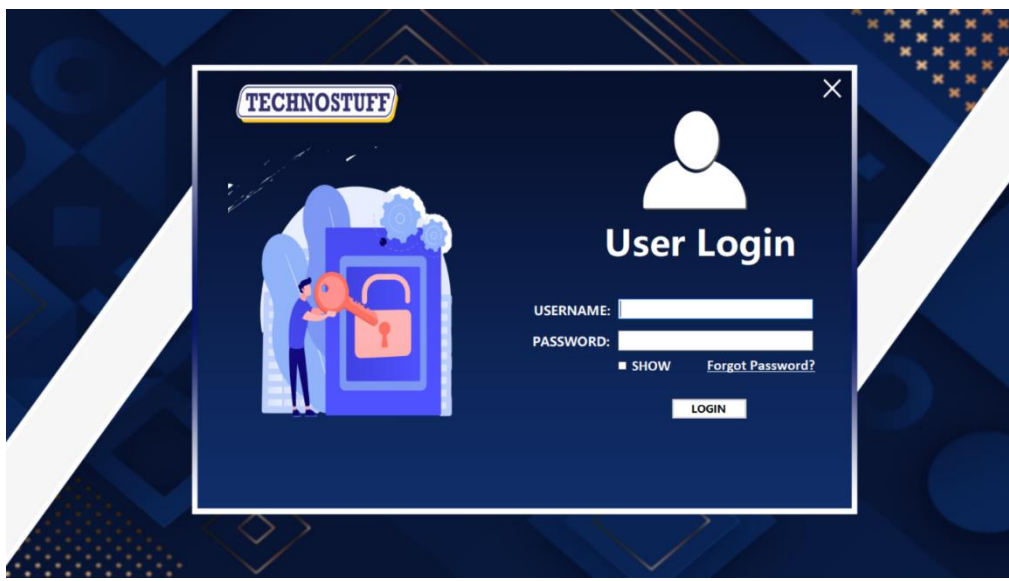 TECHNOSTUFF
User Login
USERNAME:
PASSWORD:
SHOW Forgot Password?
LOGIN